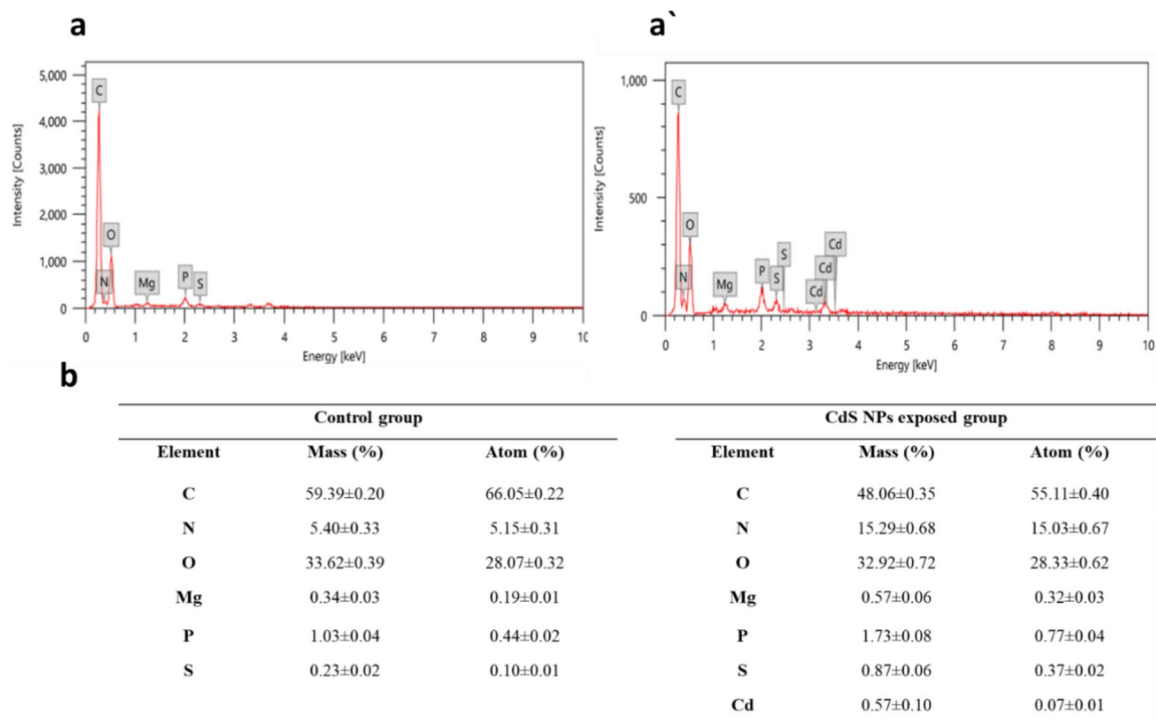 a
5,000
4,000
3,000
2,000
1,000
0
Intensity [Counts]
C
O
N
Mg
P
S
0 1 2 3 4 5 6 7 8 9 1(
Energy [keV]
a`
1,000
500
0
Intensity [Counts]
C
O
N
Mg
P
S
S
Cd
Cd
Cd
0 1 2 3 4 5 6 7 8 9 10
Energy [keV]
b
Control group CdS NPs exposed group
Element Mass (%) Atom (%) Element Mass (%) Atom (%)
C 59.39±0.20 66.05±0.22 C 48.06±0.35 55.11±0.40
N 5.40±0.33 5.15±0.31 N 15.29±0.68 15.03±0.67
O 33.62±0.39 28.07±0.32 O 32.92±0.72 28.33±0.62
Mg 0.34±0.03 0.19±0.01 Mg 0.57±0.06 0.32±0.03
P 1.03±0.04 0.44±0.02 P 1.73±0.08 0.77±0.04
S 0.23±0.02 0.10±0.01 S 0.87±0.06 0.37±0.02
Cd 0.57±0.10 0.07±0.01